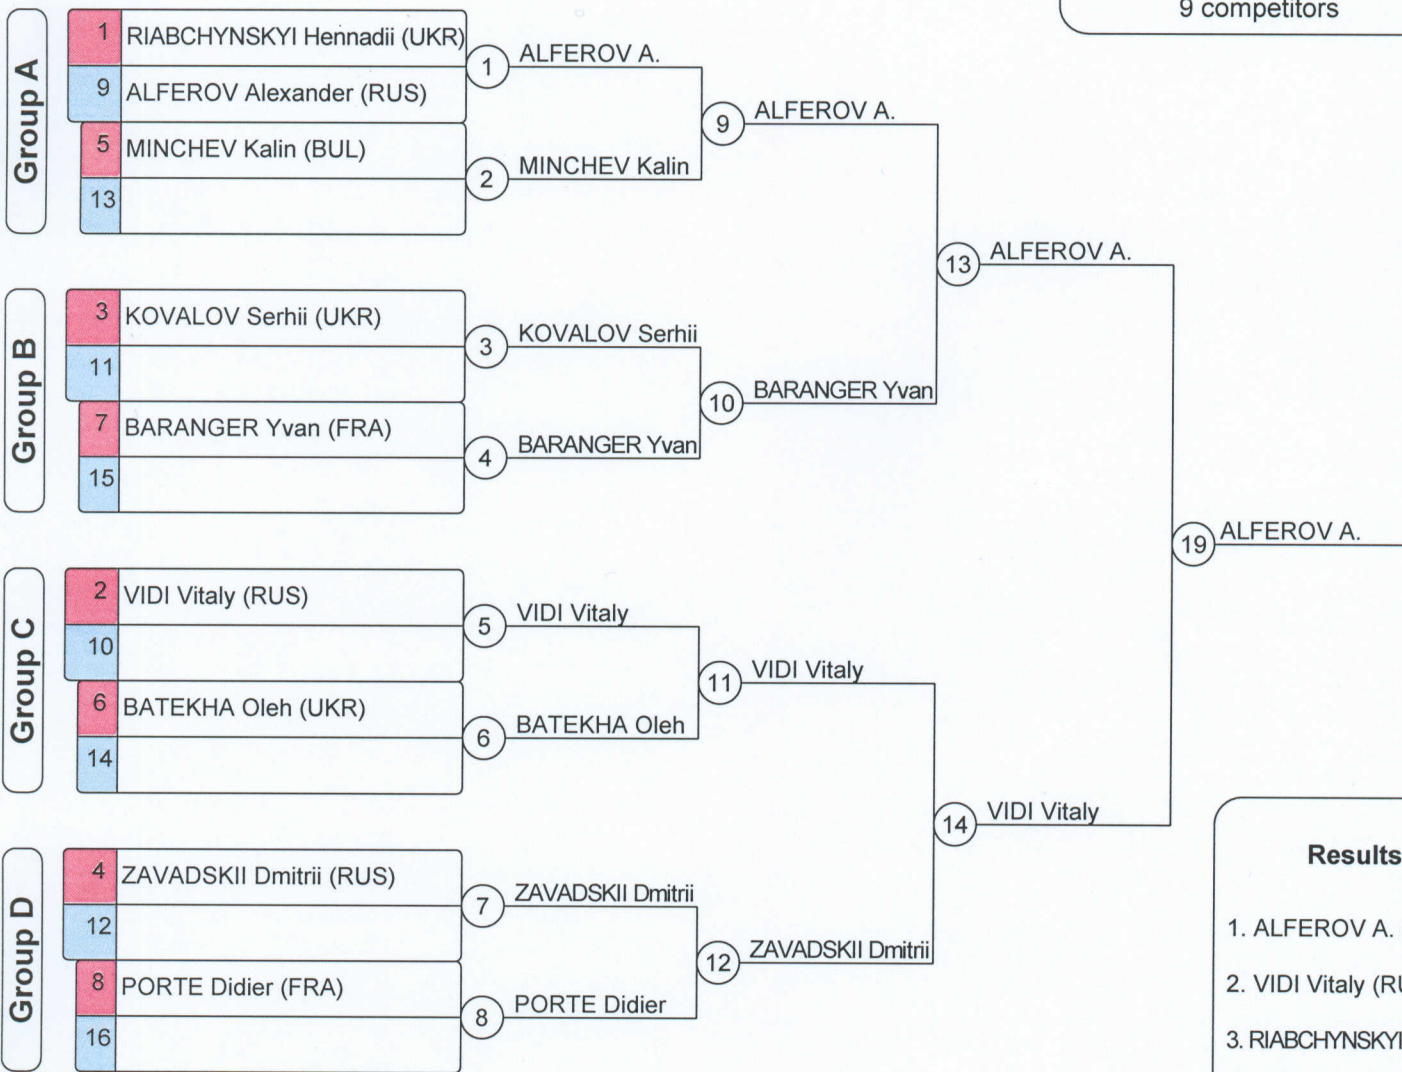 9 competitors
Group A
1 RIABCHYNSKYI Hennadii (UKR)
9 ALFEROV Alexander (RUS)
5 MINCHEV Kalin (BUL)
13
1 ALFEROV A.
2 MINCHEV Kalin
9 ALFEROV A.
Group B
3 KOVALOV Serhii (UKR)
11
7 BARANGER Yvan (FRA)
15
3 KOVALOV Serhii
4 BARANGER Yvan
10 BARANGER Yvan
13 ALFEROV A.
Group C
2 VIDI Vitaly (RUS)
10
6 BATEKHA Oleh (UKR)
14
5 VIDI Vitaly
6 BATEKHA Oleh
11 VIDI Vitaly
Group D
4 ZAVADSKII Dmitrii (RUS)
12
8 PORTE Didier (FRA)
16
7 ZAVADSKII Dmitrii
8 PORTE Didier
12 ZAVADSKII Dmitrii
14 VIDI Vitaly
19 ALFEROV A.
Results
1. ALFEROV A.
2. VIDI Vitaly (RU
3. RIABCHYNSKYI